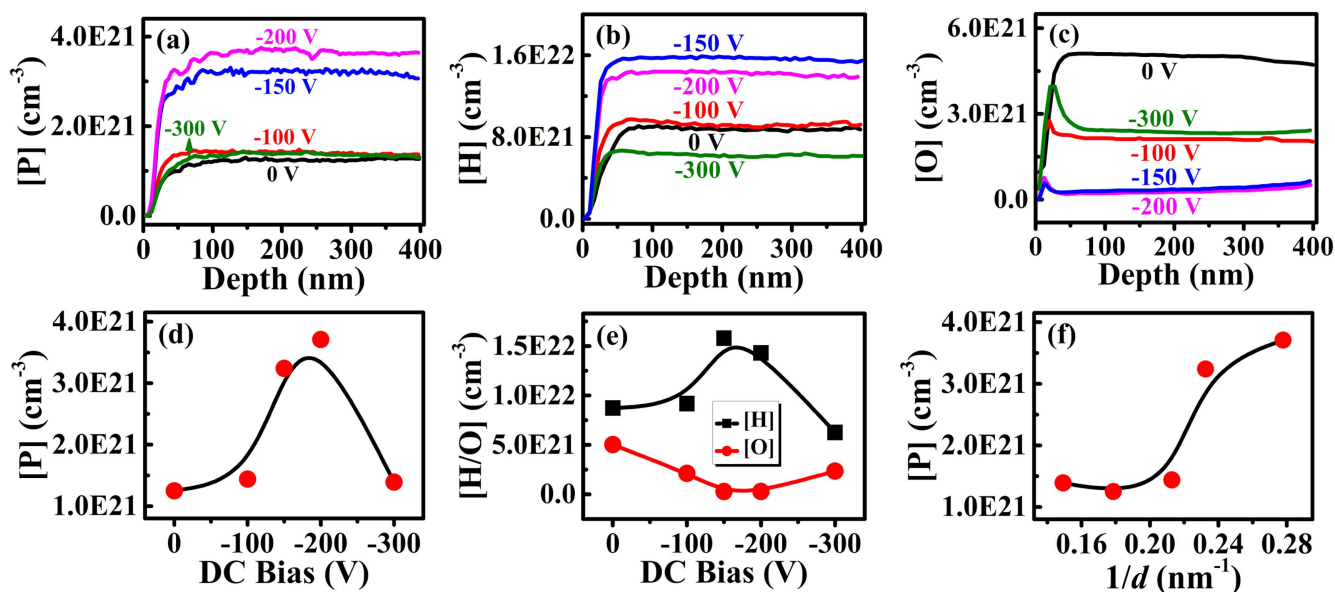 (a)
-200 V
-150 V
-300 V
-100 V
0 V
4.0E21
2.0E21
0.0
[P] (cm-3)
0 100 200 300 400
Depth (nm)
(b)
-150 V
-200 V
-100 V
0 V
-300 V
1.6E22
8.0E21
0.0
[H] (cm-3)
0 100 200 300 400
Depth (nm)
(c)
0 V
-300 V
-100 V
-150 V
-200 V
6.0E21
3.0E21
0.0
[O] (cm-3)
0 100 200 300 400
Depth (nm)
(d)
4.0E21
3.0E21
2.0E21
1.0E21
[P] (cm-3)
0 -100 -200 -300
DC Bias (V)
(e)
1.5E22
1.0E22
5.0E21
0.0
[H/O] (cm-3)
[H]
[O]
0 -100 -200 -300
DC Bias (V)
(f)
4.0E21
3.0E21
2.0E21
1.0E21
[P] (cm-3)
0.16 0.20 0.24 0.28
1/d (nm-1)